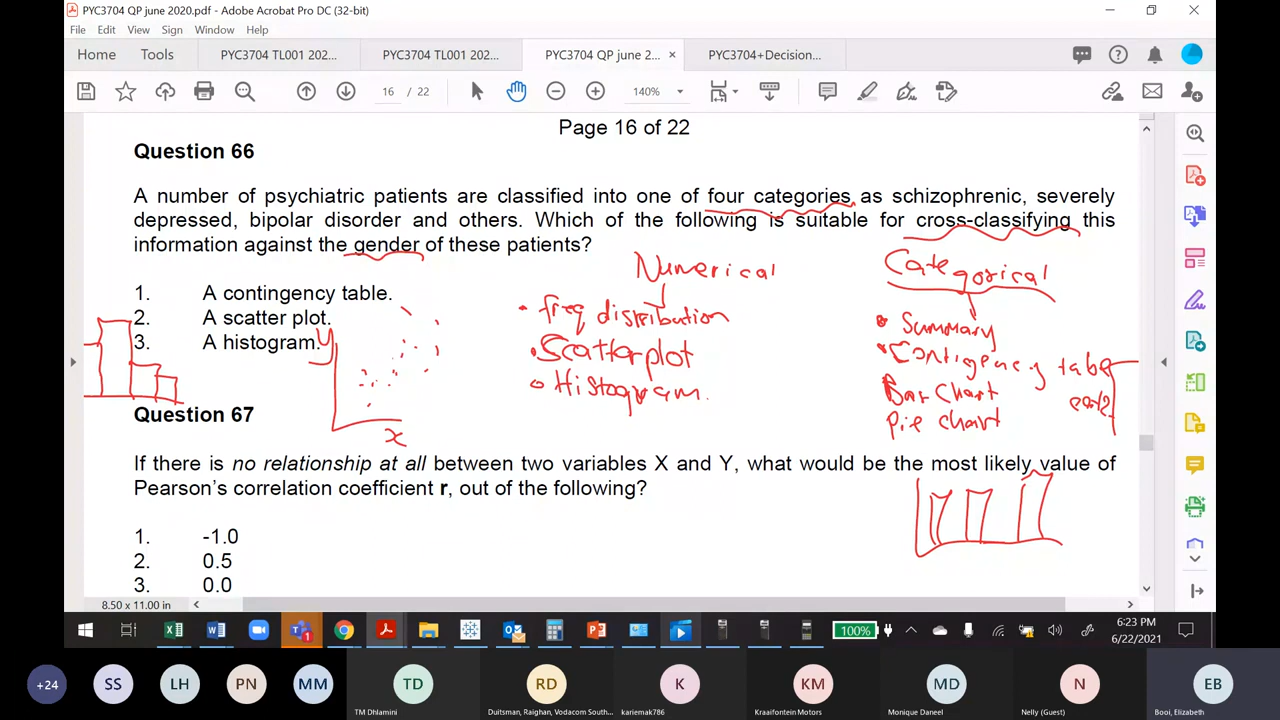 PYC3704 QP june 2020.pdf - Adobe Acrobat Pro DC (32-bit)
File Edit View Sign Window Help
Home Tools PYC3704 TL001 202... PYC3704 TL001 202... PYC3704 QP june 2... × PYC3704+Decision...
16 / 22 140%
Page 16 of 22
Question 66
A number of psychiatric patients are classified into one of four categories as schizophrenic, severely
depressed, bipolar disorder and others. Which of the following is suitable for cross-classifying this
information against the gender of these patients?
Numerical
Categorical
1. A contingency table.
2. A scatter plot.
3. A histogram.
• freq distribution
• Scatterplot
• Histogram.
• Summary
• Contigency table
Bar Chart
Pie chart
y
x
Question 67
If there is no relationship at all between two variables X and Y, what would be the most likely value of
Pearson's correlation coefficient r, out of the following?
1. -1.0
2. 0.5
3. 0.0
8.50 x 11.00 in
100%
6:23 PM
6/22/2021
+24 SS LH PN MM TD RD K KM MD N EB
TM Dhlamini Duitsman, Raighan, Vodacom South... kariemak786 Kraaifontein Motors Monique Daneel Nelly (Guest) Booi, Elizabeth